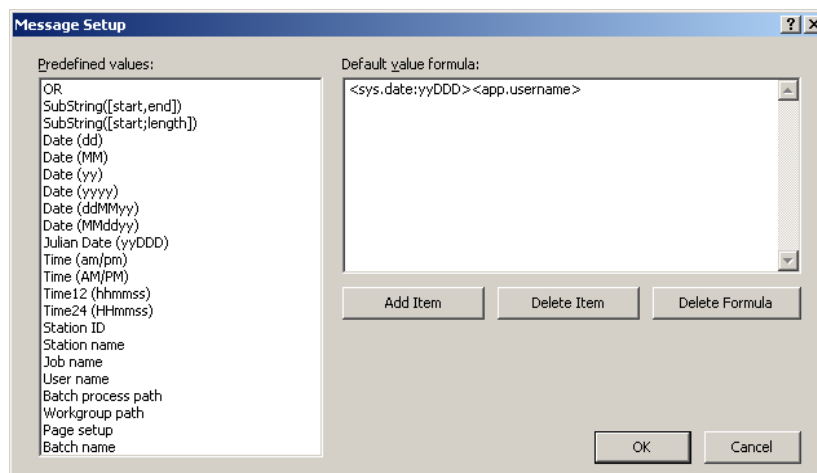 Message Setup
Predefined values:
OR
SubString([start,end])
SubString([start;length])
Date (dd)
Date (MM)
Date (yy)
Date (yyyy)
Date (ddMMyy)
Date (MMddyy)
Julian Date (yyDDD)
Time (am/pm)
Time (AM/PM)
Time12 (hhmmss)
Time24 (HHmmss)
Station ID
Station name
Job name
User name
Batch process path
Workgroup path
Page setup
Batch name
Default value formula:
<sys.date:yyDDD><app.username>
Add Item
Delete Item
Delete Formula
OK
Cancel